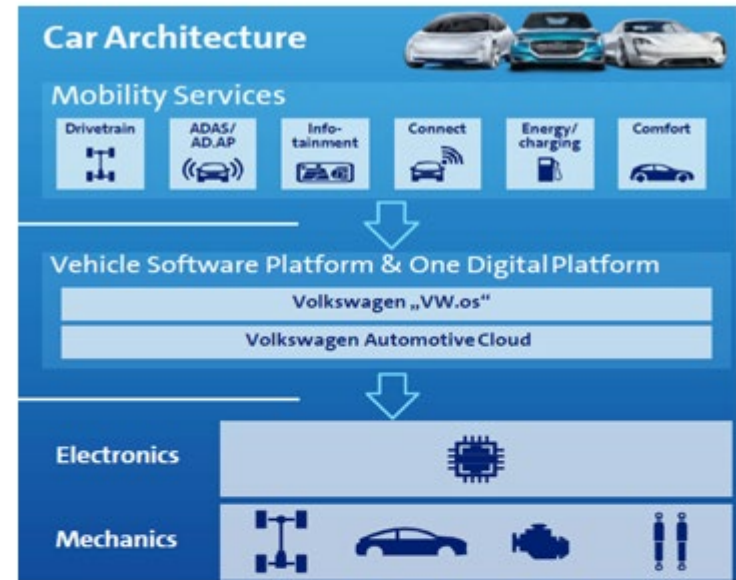 Car Architecture
Mobility Services
Drivetrain
ADAS/
AD.AP
Info-
tainment
Connect
Energy/
charging
Comfort
Vehicle Software Platform & One Digital Platform
Volkswagen „VW.os“
Volkswagen Automotive Cloud
Electronics
Mechanics